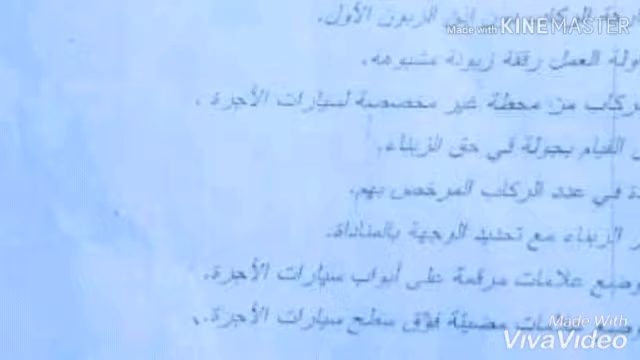 الزبون الأول.
Made with KINEMASTER
العمل رفقة زبونة مشبوهة.
من محطة غير مخصصة لسيارات الأجرة.
القيام بجولة في حق الزبناء.
في عدد الركاب المرخص بهم.
الزبناء مع تحديد الوجهة بالمناداة.
وضع علامات مرقمة على أبواب سيارات الأجرة.
مضيئة فوق سطح سيارات الأجرة.
Made With
VivaVideo